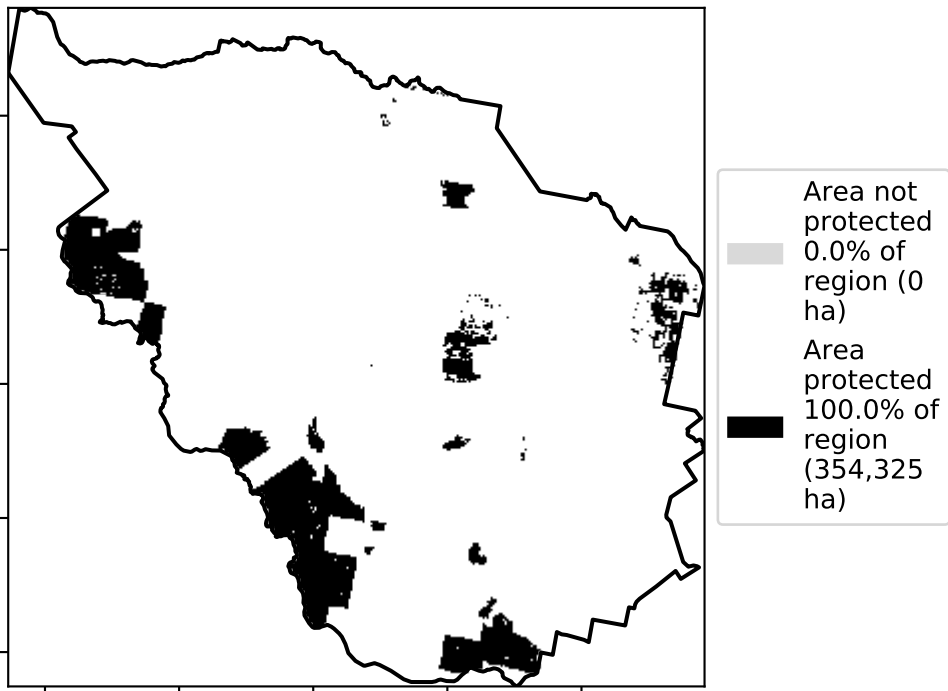 Area not
protected
0.0% of
region (0
ha)
Area
protected
100.0% of
region
(354,325
ha)